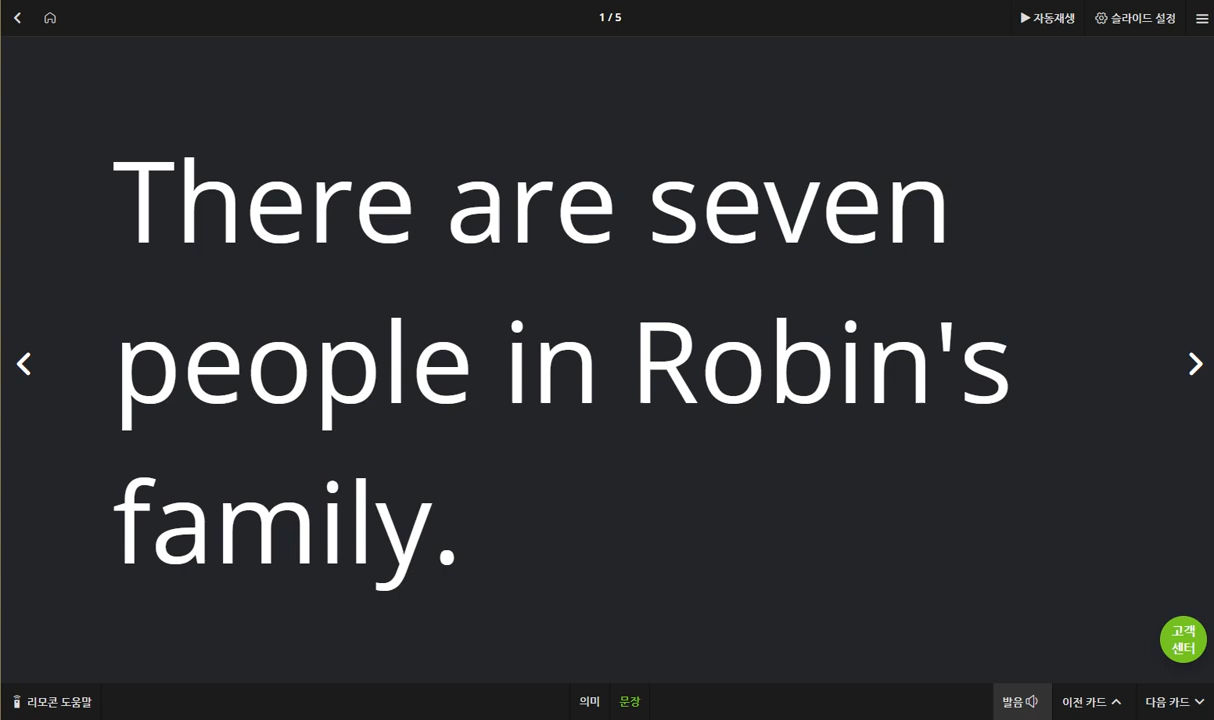 1 / 5
자동재생
슬라이드 설정
There are seven
people in Robin's
family.
고객
센터
리모콘 도움말
의미
문장
발음
이전 카드
다음 카드